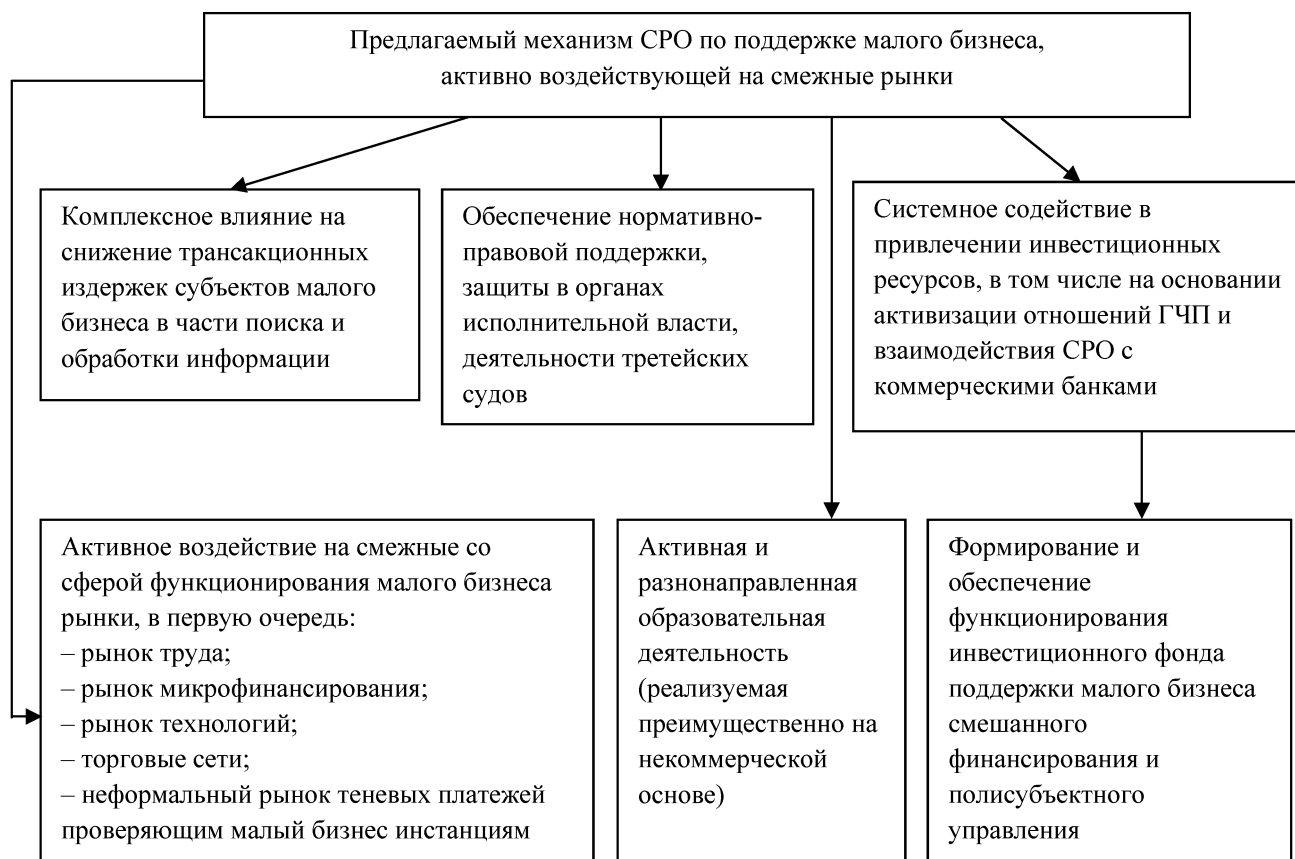 Предлагаемый механизм СРО по поддержке малого бизнеса,
активно воздействующей на смежные рынки
Комплексное влияние на
снижение трансакционных
издержек субъектов малого
бизнеса в части поиска и
обработки информации
Обеспечение нормативно-
правовой поддержки,
защиты в органах
исполнительной власти,
деятельности третейских
судов
Системное содействие в
привлечении инвестиционных
ресурсов, в том числе на основании
активизации отношений ГЧП и
взаимодействия СРО с
коммерческими банками
Активное воздействие на смежные со
сферой функционирования малого бизнеса
рынки, в первую очередь:
– рынок труда;
– рынок микрофинансирования;
– рынок технологий;
– торговые сети;
– неформальный рынок теневых платежей
проверяющим малый бизнес инстанциям
Активная и
разнонаправленная
образовательная
деятельность
(реализуемая
преимущественно на
некоммерческой
основе)
Формирование и
обеспечение
функционирования
инвестиционного фонда
поддержки малого бизнеса
смешанного
финансирования и
полисубъектного
управления